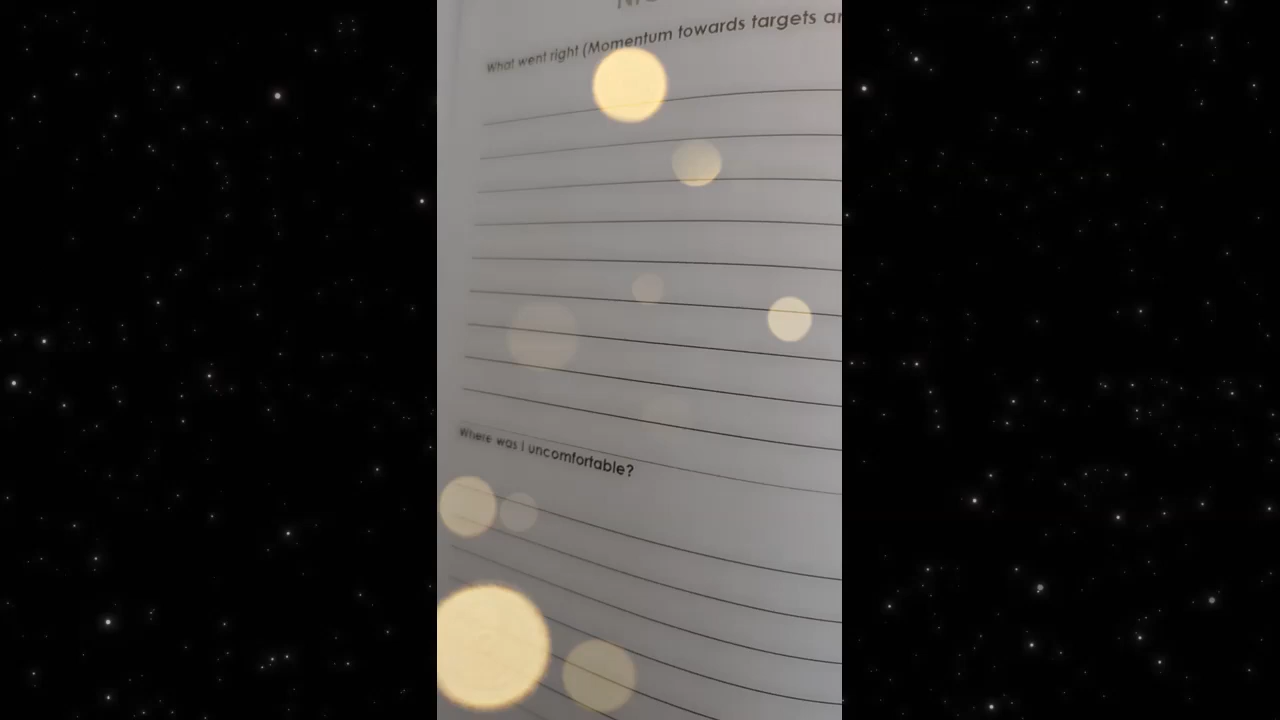 What went right (Momentum towards targets
Where was I uncomfortable?